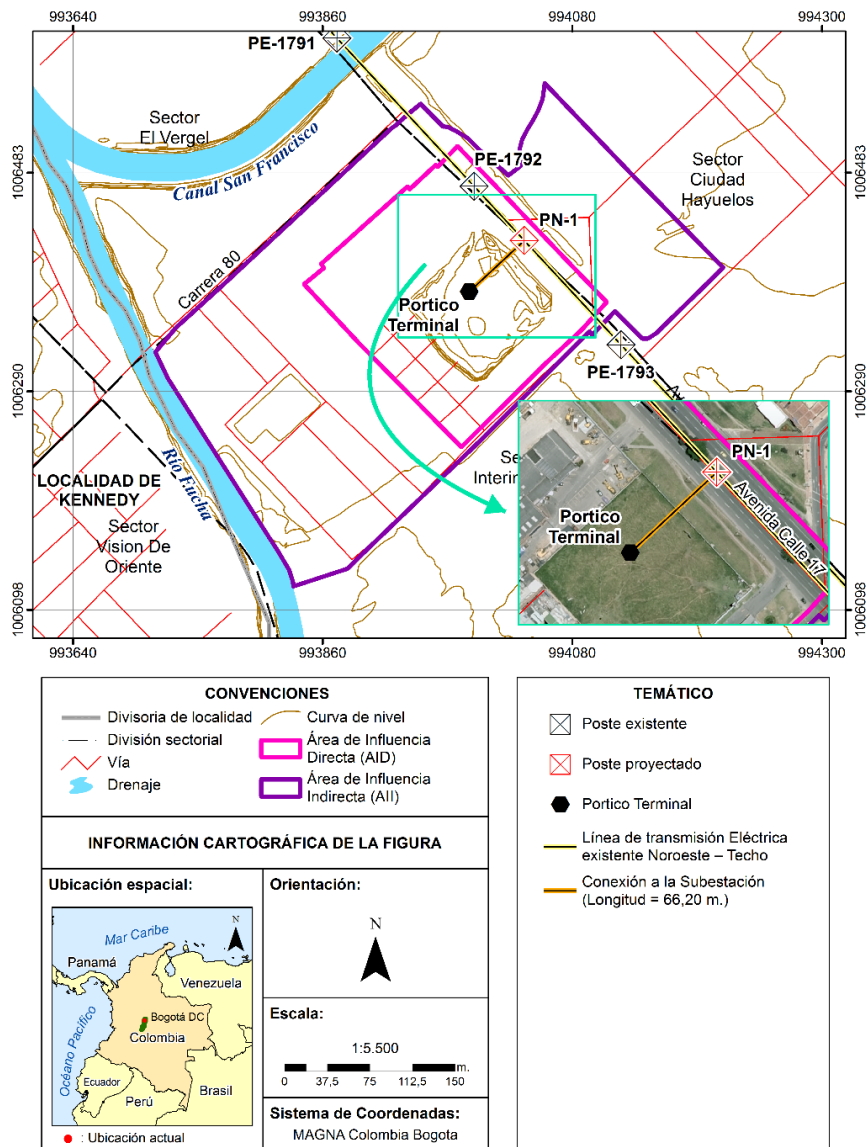 993640
993860
994080
994300
PE-1791
Sector
El Vergel
Canal San Francisco
PE-1792
Sector
Ciudad
Hayuelos
1006483
1006483
PN-1
Carrera 80
Portico
Terminal
PE-1793
1006290
1006290
LOCALIDAD DE
KENNEDY
Río Fucha
Sector
Vision De
Oriente
PN-1
Portico
Terminal
Avenida Calle 17
1006098
1006098
993640
993860
994080
994300
CONVENCIONES
Divisoria de localidad
División sectorial
Vía
Drenaje
Curva de nivel
Área de Influencia
Directa (AID)
Área de Influencia
Indirecta (AII)
TEMÁTICO
Poste existente
Poste proyectado
Portico Terminal
Línea de transmisión Eléctrica
existente Noroeste – Techo
Conexión a la Subestación
(Longitud = 66,20 m.)
INFORMACIÓN CARTOGRÁFICA DE LA FIGURA
Ubicación espacial:
N
Mar Caribe
Panamá
Venezuela
Océano Pacífico
Bogotá DC
Colombia
Ecuador
Perú
Brasil
: Ubicación actual
Orientación:
N
Escala:
1:5.500
m.
0 37,5 75 112,5 150
Sistema de Coordenadas:
MAGNA Colombia Bogota